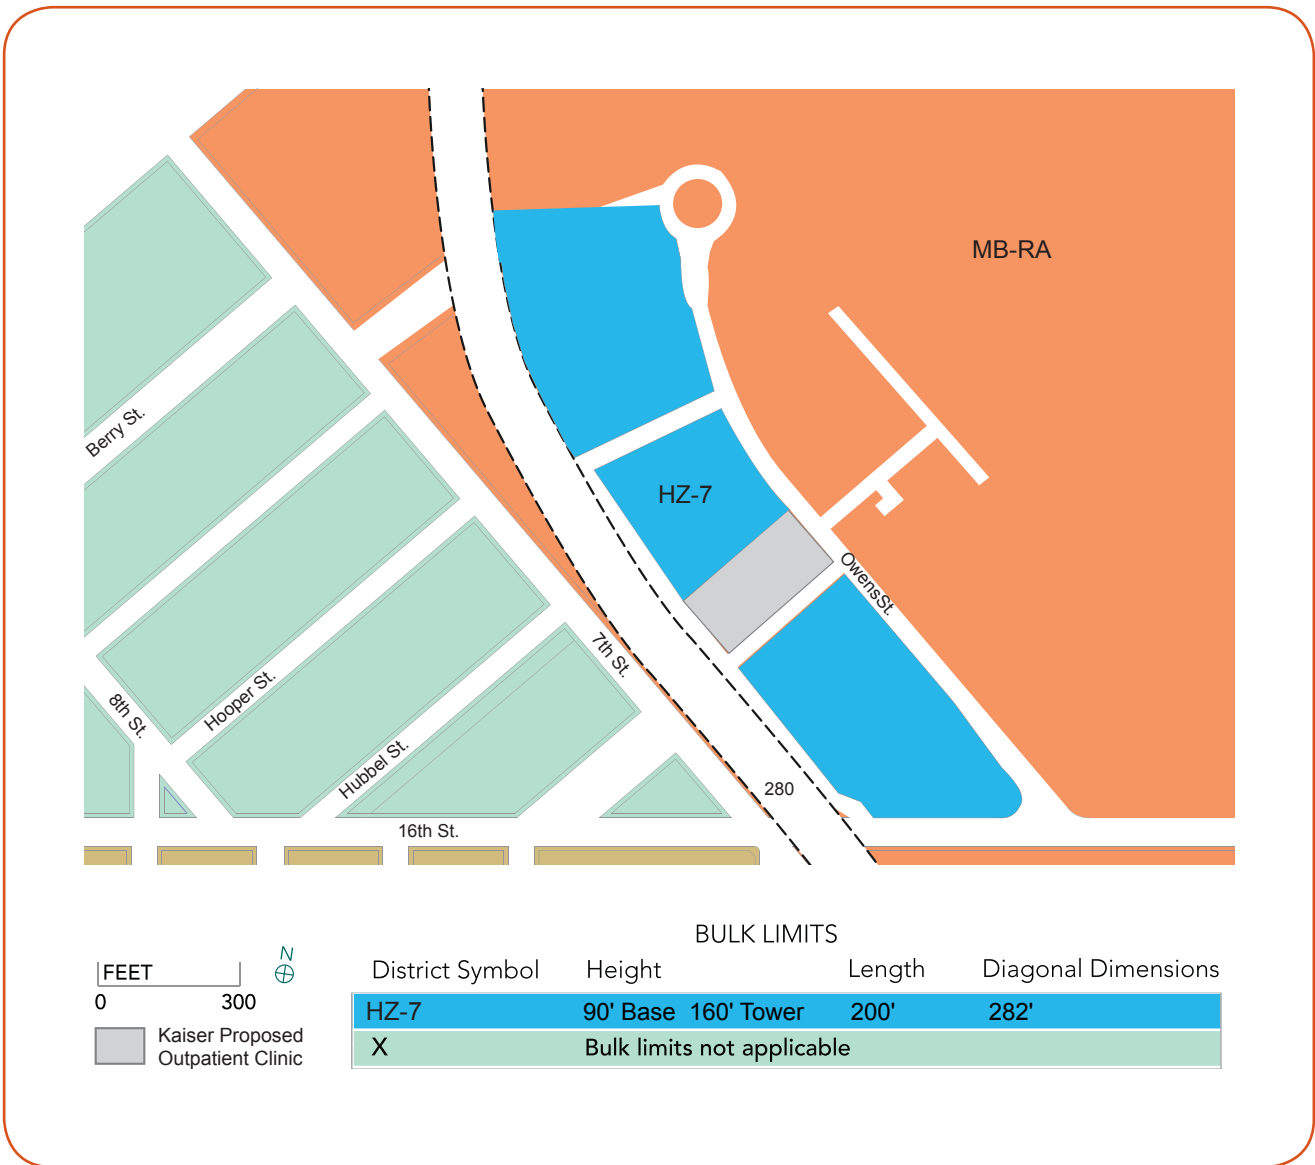 MB-RA
Berry St.
HZ-7
OwensSt.
7th St.
8th St.
Hooper St.
Hubbel St.
280
16th St.
BULK LIMITS
FEET
0 300
N
District Symbol Height Length Diagonal Dimensions
HZ-7 90' Base 160' Tower 200' 282'
X Bulk limits not applicable
Kaiser Proposed
Outpatient Clinic